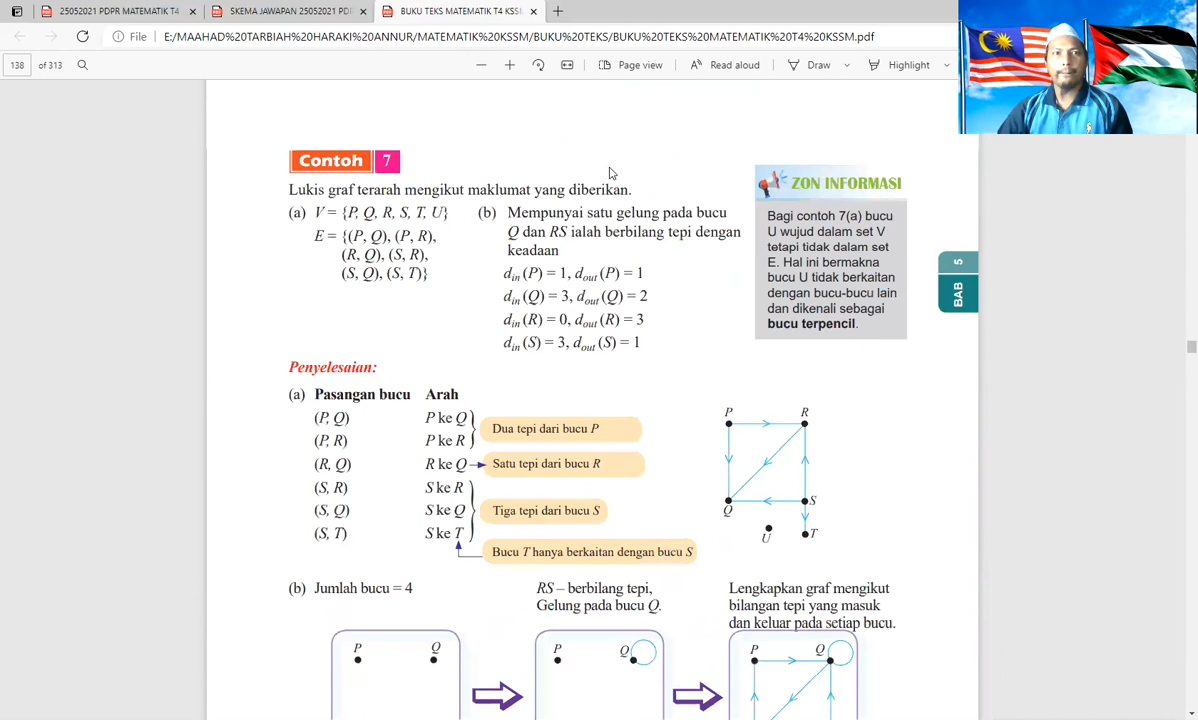 25052021 PDPR MATEMATIK T4
SKEMA JAWAPAN 25052021 PDP
BUKU TEKS MATEMATIK T4 KSSM
File
E:/MAAHAD%20TARBIAH%20HARAKI%20ANNUR/MATEMATIK%20KSSM/BUKU%20TEKS/BUKU%20TEKS%20MATEMATIK%20T4%20KSSM.pdf
138 of 313
Page view
Read aloud
Draw
Highlight
Contoh 7
Lukis graf terarah mengikut maklumat yang diberikan.
(a) V = {P, Q, R, S, T, U}
E = {(P, Q), (P, R),
(R, Q), (S, R),
(S, Q), (S, T)}
(b) Mempunyai satu gelung pada bucu
Q dan RS ialah berbilang tepi dengan
keadaan
d_in (P) = 1, d_out (P) = 1
d_in (Q) = 3, d_out (Q) = 2
d_in (R) = 0, d_out (R) = 3
d_in (S) = 3, d_out (S) = 1
ZON INFORMASI
Bagi contoh 7(a) bucu
U wujud dalam set V
tetapi tidak dalam set
E. Hal ini bermakna
bucu U tidak berkaitan
dengan bucu-bucu lain
dan dikenali sebagai
bucu terpencil.
5
BAB
Penyelesaian:
(a) Pasangan bucu Arah
(P, Q) P ke Q
(P, R) P ke R
Dua tepi dari bucu P
(R, Q) R ke Q
Satu tepi dari bucu R
(S, R) S ke R
(S, Q) S ke Q
(S, T) S ke T
Tiga tepi dari bucu S
Bucu T hanya berkaitan dengan bucu S
P R
Q S
U T
(b) Jumlah bucu = 4
RS – berbilang tepi,
Gelung pada bucu Q.
Lengkapkan graf mengikut
bilangan tepi yang masuk
dan keluar pada setiap bucu.
P Q
P Q
P Q